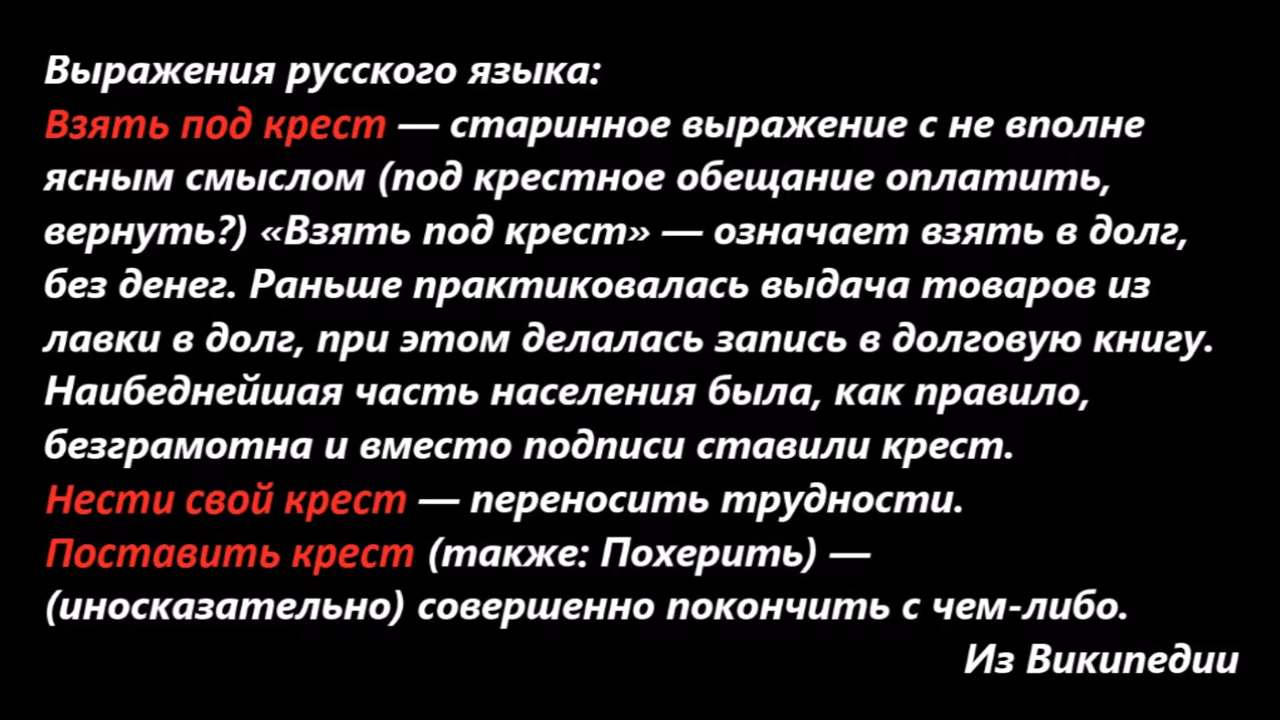 Выражения русского языка:
Взять под крест — старинное выражение с не вполне
ясным смыслом (под крестное обещание оплатить,
вернуть?) «Взять под крест» — означает взять в долг,
без денег. Раньше практиковалась выдача товаров из
лавки в долг, при этом делалась запись в долговую книгу.
Наибеднейшая часть населения была, как правило,
безграмотна и вместо подписи ставили крест.
Нести свой крест — переносить трудности.
Поставить крест (также: Похерить) —
(иносказательно) совершенно покончить с чем-либо.
Из Википедии